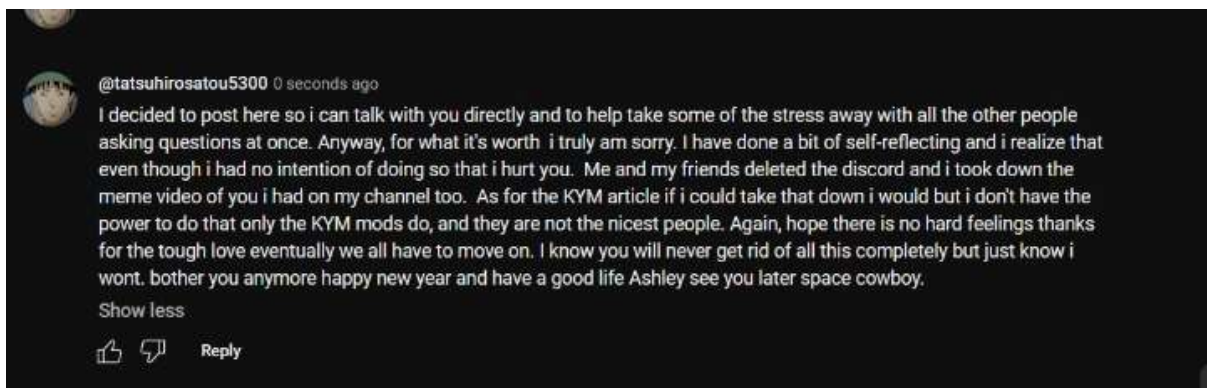 @tatsuhirosatou5300 0 seconds ago
I decided to post here so i can talk with you directly and to help take some of the stress away with all the other people
asking questions at once. Anyway, for what it's worth  i truly am sorry. I have done a bit of self-reflecting and i realize that
even though i had no intention of doing so that i hurt you.  Me and my friends deleted the discord and i took down the
meme video of you i had on my channel too.  As for the KYM article if i could take that down i would but i don't have the
power to do that only the KYM mods do, and they are not the nicest people. Again, hope there is no hard feelings thanks
for the tough love eventually we all have to move on. I know you will never get rid of all this completely but just know i
wont. bother you anymore happy new year and have a good life Ashley see you later space cowboy.
Show less
Reply